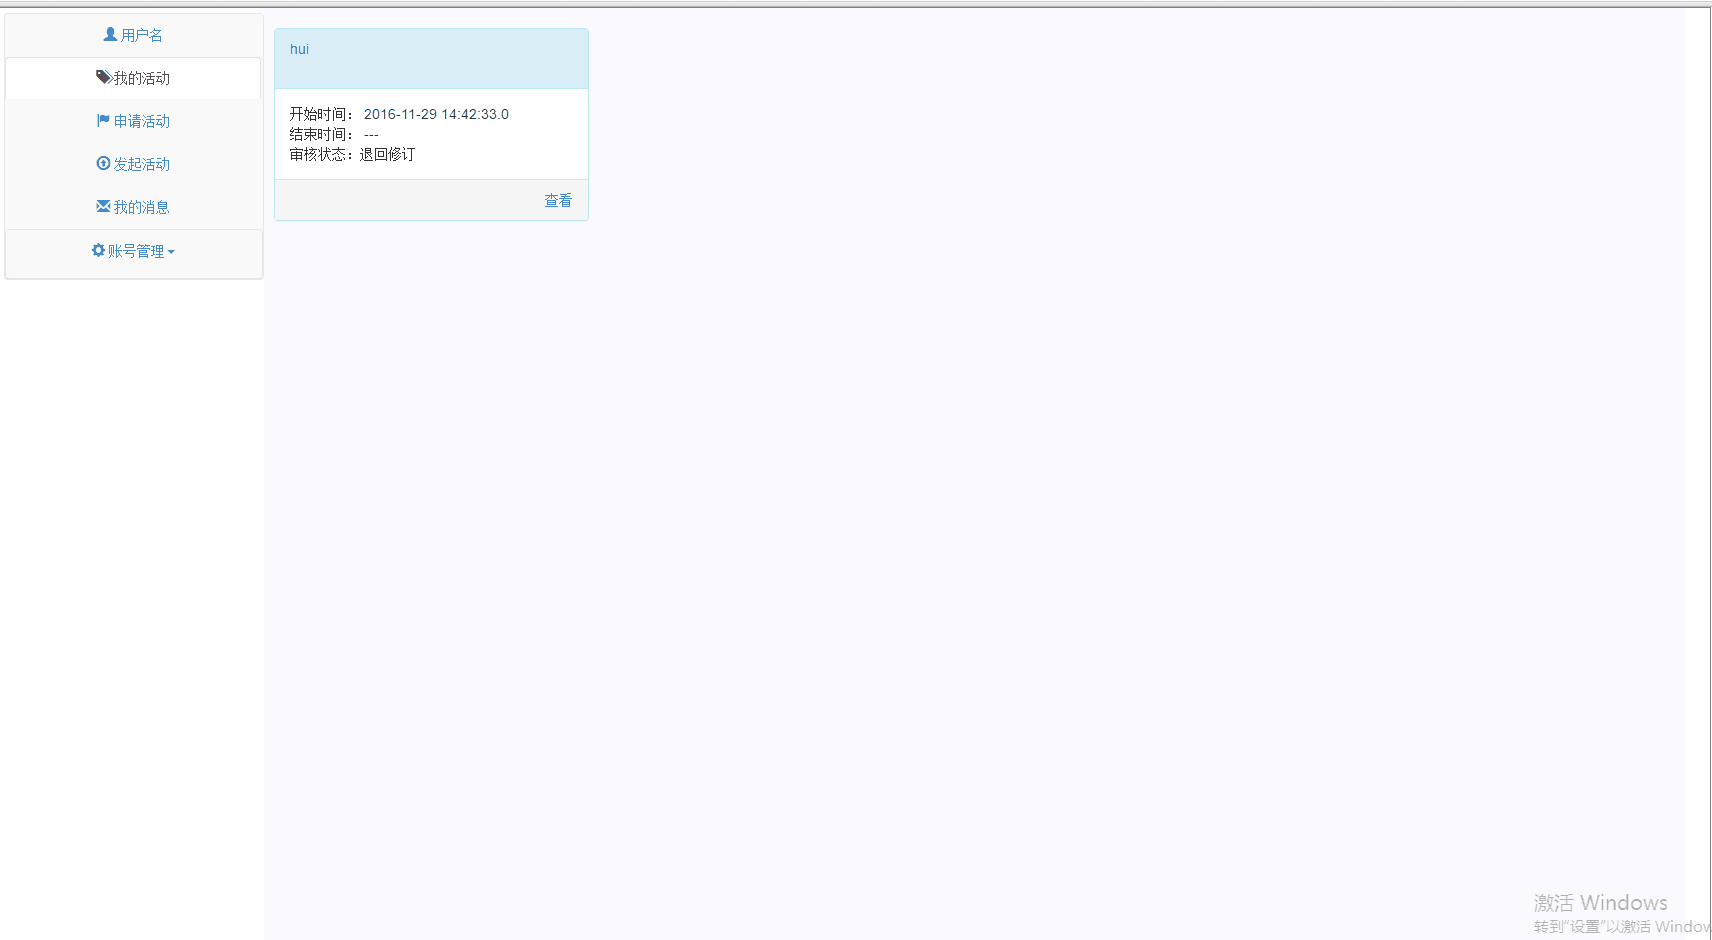 用户名
我的活动
申请活动
发起活动
我的消息
账号管理
hui
开始时间： 2016-11-29 14:42:33.0
结束时间： ---
审核状态：退回修订
查看
激活 Windows
转到“设置”以激活 Window